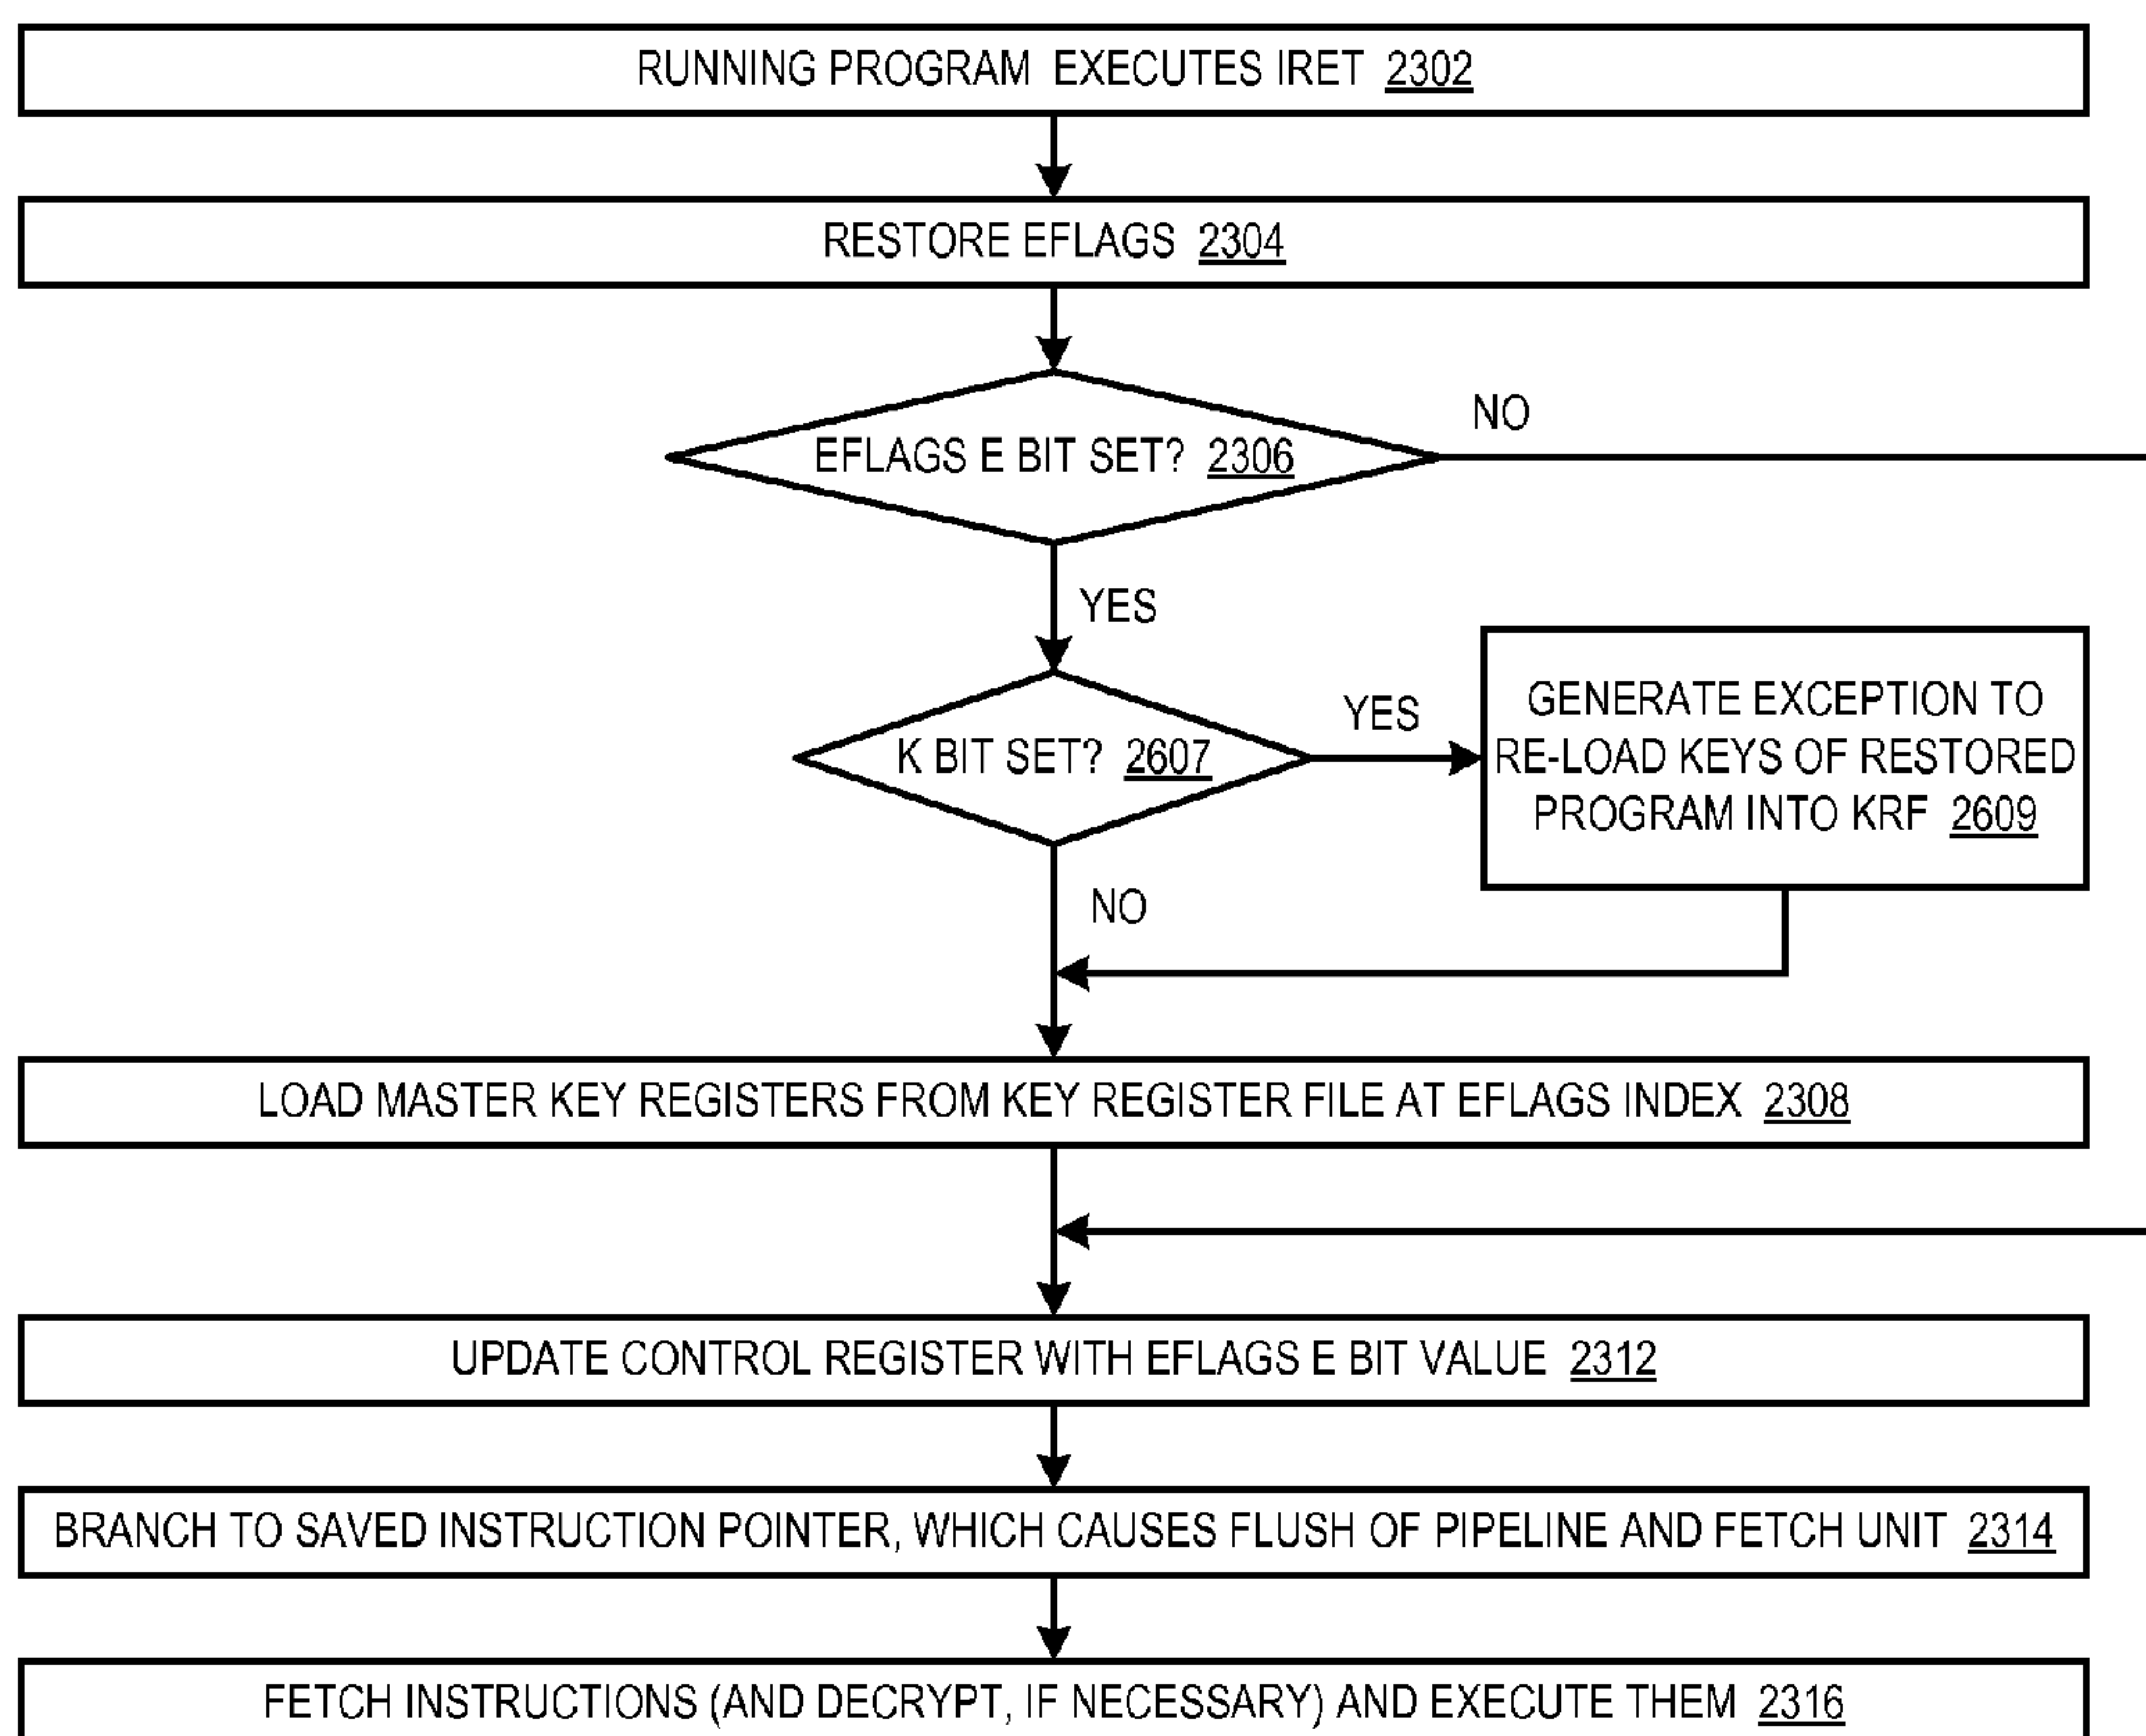 RUNNING PROGRAM EXECUTES IRET 2302
RESTORE EFLAGS 2304
NO
EFLAGS E BIT SET? 2306
YES
YES
K BIT SET? 2607
GENERATE EXCEPTION TO
RE-LOAD KEYS OF RESTORED
PROGRAM INTO KRF 2609
NO
LOAD MASTER KEY REGISTERS FROM KEY REGISTER FILE AT EFLAGS INDEX 2308
UPDATE CONTROL REGISTER WITH EFLAGS E BIT VALUE 2312
BRANCH TO SAVED INSTRUCTION POINTER, WHICH CAUSES FLUSH OF PIPELINE AND FETCH UNIT 2314
FETCH INSTRUCTIONS (AND DECRYPT, IF NECESSARY) AND EXECUTE THEM 2316